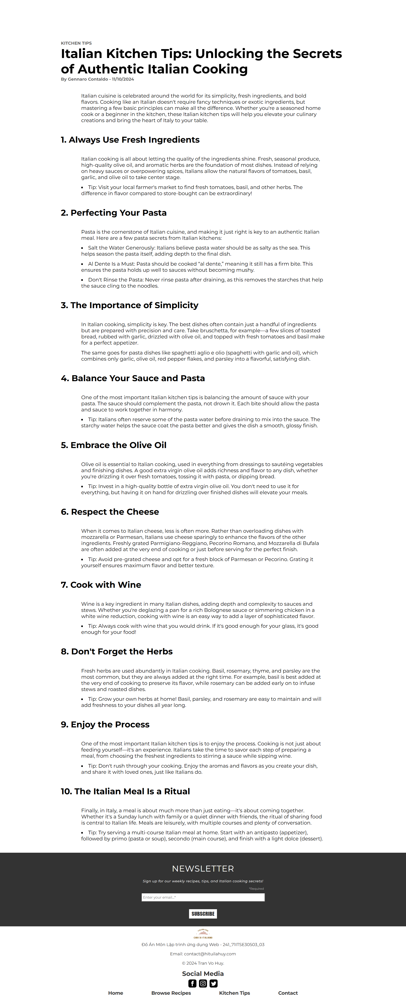 KITCHEN TIPS
Italian Kitchen Tips: Unlocking the Secrets
of Authentic Italian Cooking
By Gennaro Contaldo - 11/10/2024
Italian cuisine is celebrated around the world for its simplicity, fresh ingredients, and bold
flavors. Cooking like an Italian doesn't require fancy techniques or exotic ingredients, but
mastering a few basic principles can make all the difference. Whether you're a seasoned home
cook or a beginner in the kitchen, these Italian kitchen tips will help you elevate your culinary
creations and bring the heart of Italy to your table.
1. Always Use Fresh Ingredients
Italian cooking is all about letting the quality of the ingredients shine. Fresh, seasonal produce,
high-quality olive oil, and aromatic herbs are the foundation of most dishes. Instead of relying
on heavy sauces or overpowering spices, Italians allow the natural flavors of tomatoes, basil,
garlic, and olive oil to take center stage.
• Tip: Visit your local farmer's market to find fresh tomatoes, basil, and other herbs. The
difference in flavor compared to store-bought can be extraordinary!
2. Perfecting Your Pasta
Pasta is the cornerstone of Italian cuisine, and making it just right is key to an authentic Italian
meal. Here are a few pasta secrets from Italian kitchens:
• Salt the Water Generously: Italians believe pasta water should be as salty as the sea. This
helps season the pasta itself, adding depth to the final dish.
• Al Dente Is a Must: Pasta should be cooked “al dente,” meaning it still has a firm bite. This
ensures the pasta holds up well to sauces without becoming mushy.
• Don't Rinse the Pasta: Never rinse pasta after draining, as this removes the starches that help
the sauce cling to the noodles.
3. The Importance of Simplicity
In Italian cooking, simplicity is key. The best dishes often contain just a handful of ingredients
but are prepared with precision and care. Take bruschetta, for example—a few slices of toasted
bread, rubbed with garlic, drizzled with olive oil, and topped with fresh tomatoes and basil make
for a perfect appetizer.
The same goes for pasta dishes like spaghetti aglio e olio (spaghetti with garlic and oil), which
combines only garlic, olive oil, red pepper flakes, and parsley into a flavorful, satisfying dish.
4. Balance Your Sauce and Pasta
One of the most important Italian kitchen tips is balancing the amount of sauce with your
pasta. The sauce should complement the pasta, not drown it. Each bite should allow the pasta
and sauce to work together in harmony.
• Tip: Italians often reserve some of the pasta water before draining to mix into the sauce. The
starchy water helps the sauce coat the pasta better and gives the dish a smooth, glossy finish.
5. Embrace the Olive Oil
Olive oil is essential to Italian cooking, used in everything from dressings to sautéing vegetables
and finishing dishes. A good extra virgin olive oil adds richness and flavor to any dish, whether
you're drizzling it over fresh tomatoes, tossing it with pasta, or dipping bread.
• Tip: Invest in a high-quality bottle of extra virgin olive oil. You don't need to use it for
everything, but having it on hand for drizzling over finished dishes will elevate your meals.
6. Respect the Cheese
When it comes to Italian cheese, less is often more. Rather than overloading dishes with
mozzarella or Parmesan, Italians use cheese sparingly to enhance the flavors of the other
ingredients. Freshly grated Parmigiano-Reggiano, Pecorino Romano, and Mozzarella di Bufala
are often added at the very end of cooking or just before serving for the perfect finish.
• Tip: Avoid pre-grated cheese and opt for a fresh block of Parmesan or Pecorino. Grating it
yourself ensures maximum flavor and better texture.
7. Cook with Wine
Wine is a key ingredient in many Italian dishes, adding depth and complexity to sauces and
stews. Whether you're deglazing a pan for a rich Bolognese sauce or simmering chicken in a
white wine reduction, cooking with wine is an easy way to add a layer of sophisticated flavor.
• Tip: Always cook with wine that you would drink. If it's good enough for your glass, it's good
enough for your food!
8. Don't Forget the Herbs
Fresh herbs are used abundantly in Italian cooking. Basil, rosemary, thyme, and parsley are the
most common, but they are always added at the right time. For example, basil is best added at
the very end of cooking to preserve its flavor, while rosemary can be added early on to infuse
stews and roasted dishes.
• Tip: Grow your own herbs at home! Basil, parsley, and rosemary are easy to maintain and will
add freshness to your dishes all year long.
9. Enjoy the Process
One of the most important Italian kitchen tips is to enjoy the process. Cooking is not just about
feeding yourself—it's an experience. Italians take the time to savor each step of preparing a
meal, from choosing the freshest ingredients to stirring a sauce while sipping wine.
• Tip: Don't rush through your cooking. Enjoy the aromas and flavors as you create your dish,
and share it with loved ones, just like Italians do.
10. The Italian Meal Is a Ritual
Finally, in Italy, a meal is about much more than just eating—it's about coming together.
Whether it's a Sunday lunch with family or a quiet dinner with friends, the ritual of sharing food
is central to Italian life. Meals are leisurely, with multiple courses and plenty of conversation.
• Tip: Try serving a multi-course Italian meal at home. Start with an antipasto (appetizer),
followed by primo (pasta or soup), secondo (main course), and finish with a light dolce (dessert).
NEWSLETTER
Sign up for our weekly recipes, tips, and Italian cooking secrets!
*Required
Enter your email...*
SUBSCRIBE
ITALIAN FOOD
CIBO DI ITALIANO
Đồ Án Môn Lập trình ứng dụng Web - 241_71ITSE30503_03
Email: contact@hituilahuy.com
© 2024 Tran Vo Huy.
Social Media
Home Browse Recipes Kitchen Tips Contact